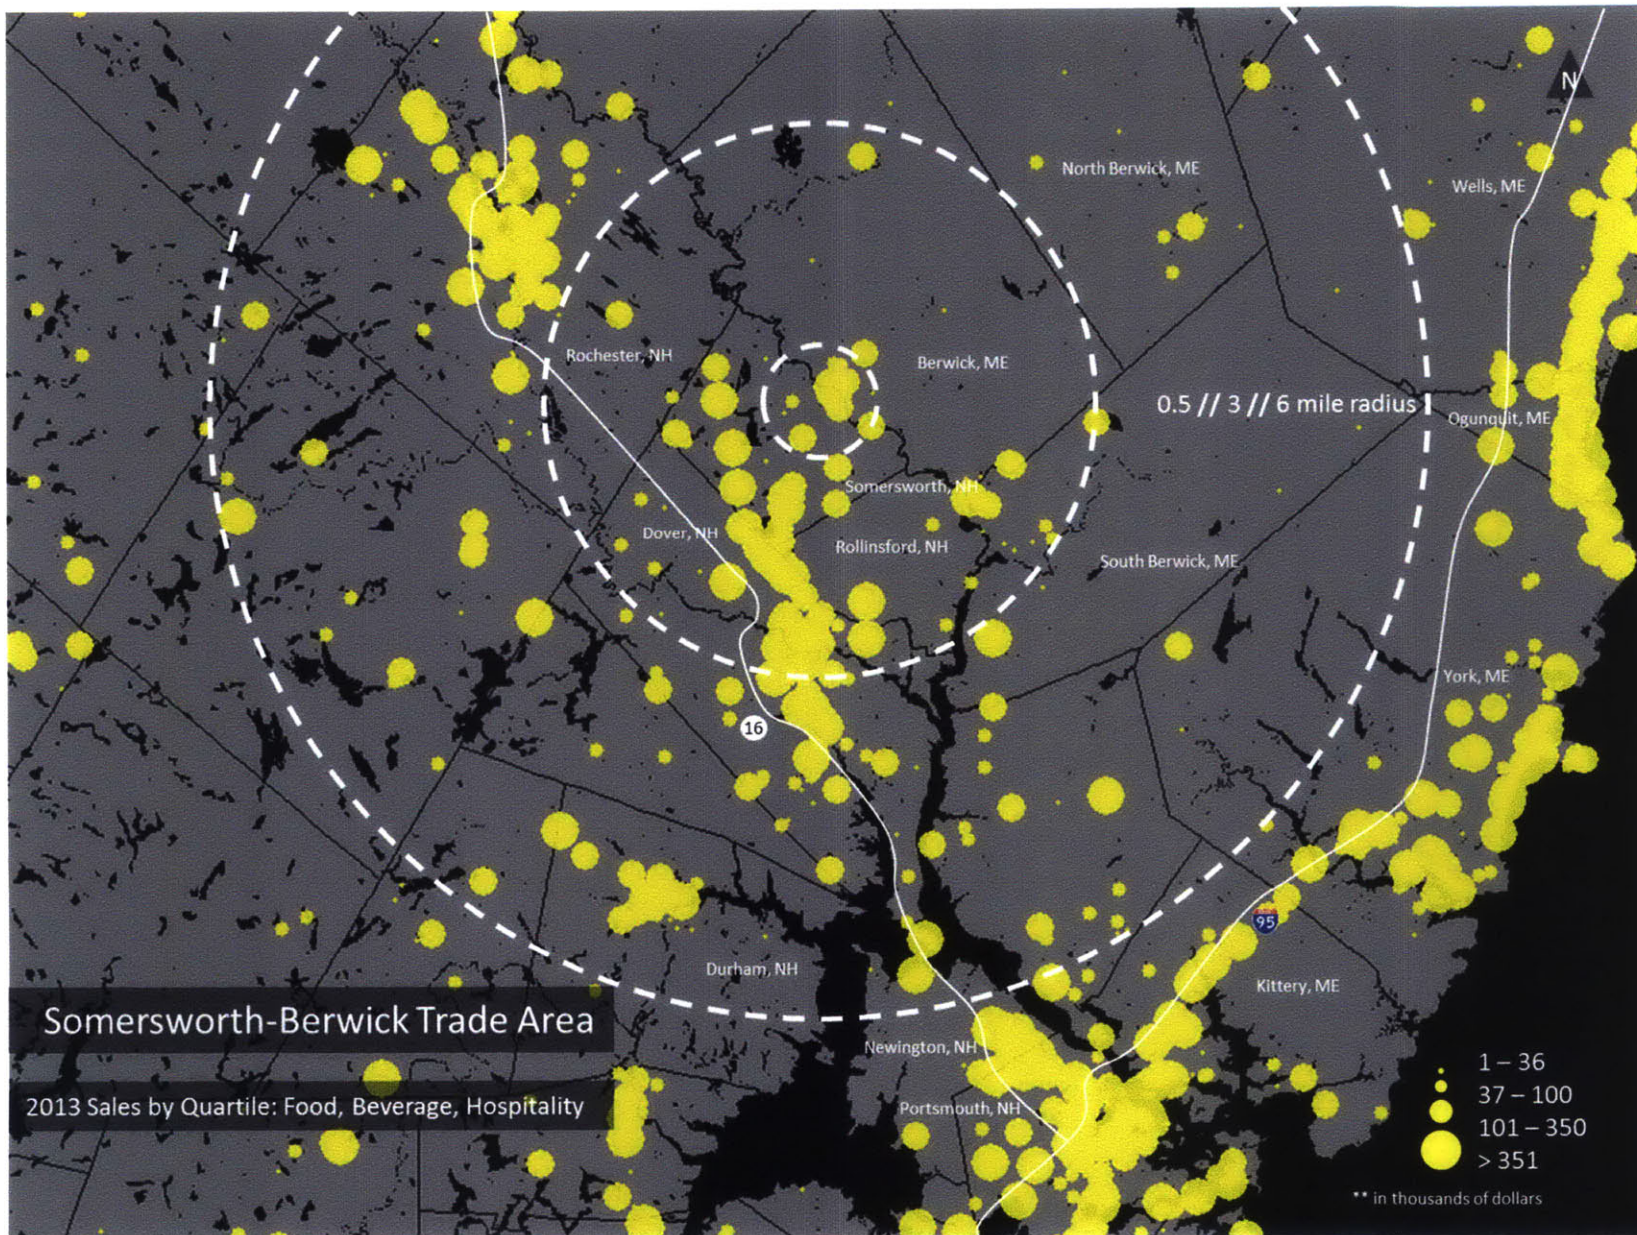 N
North Berwick, ME
Wells, ME
Rochester, NH
Berwick, ME
0.5 // 3 // 6 mile radius
Ogunquit, ME
Somersworth, NH
Dover, NH
Rollinsford, NH
South Berwick, ME
York, ME
16
95
Durham, NH
Kittery, ME
Somersworth-Berwick Trade Area
Newington, NH
2013 Sales by Quartile: Food, Beverage, Hospitality
Portsmouth, NH
1 – 36
37 – 100
101 – 350
> 351
** in thousands of dollars